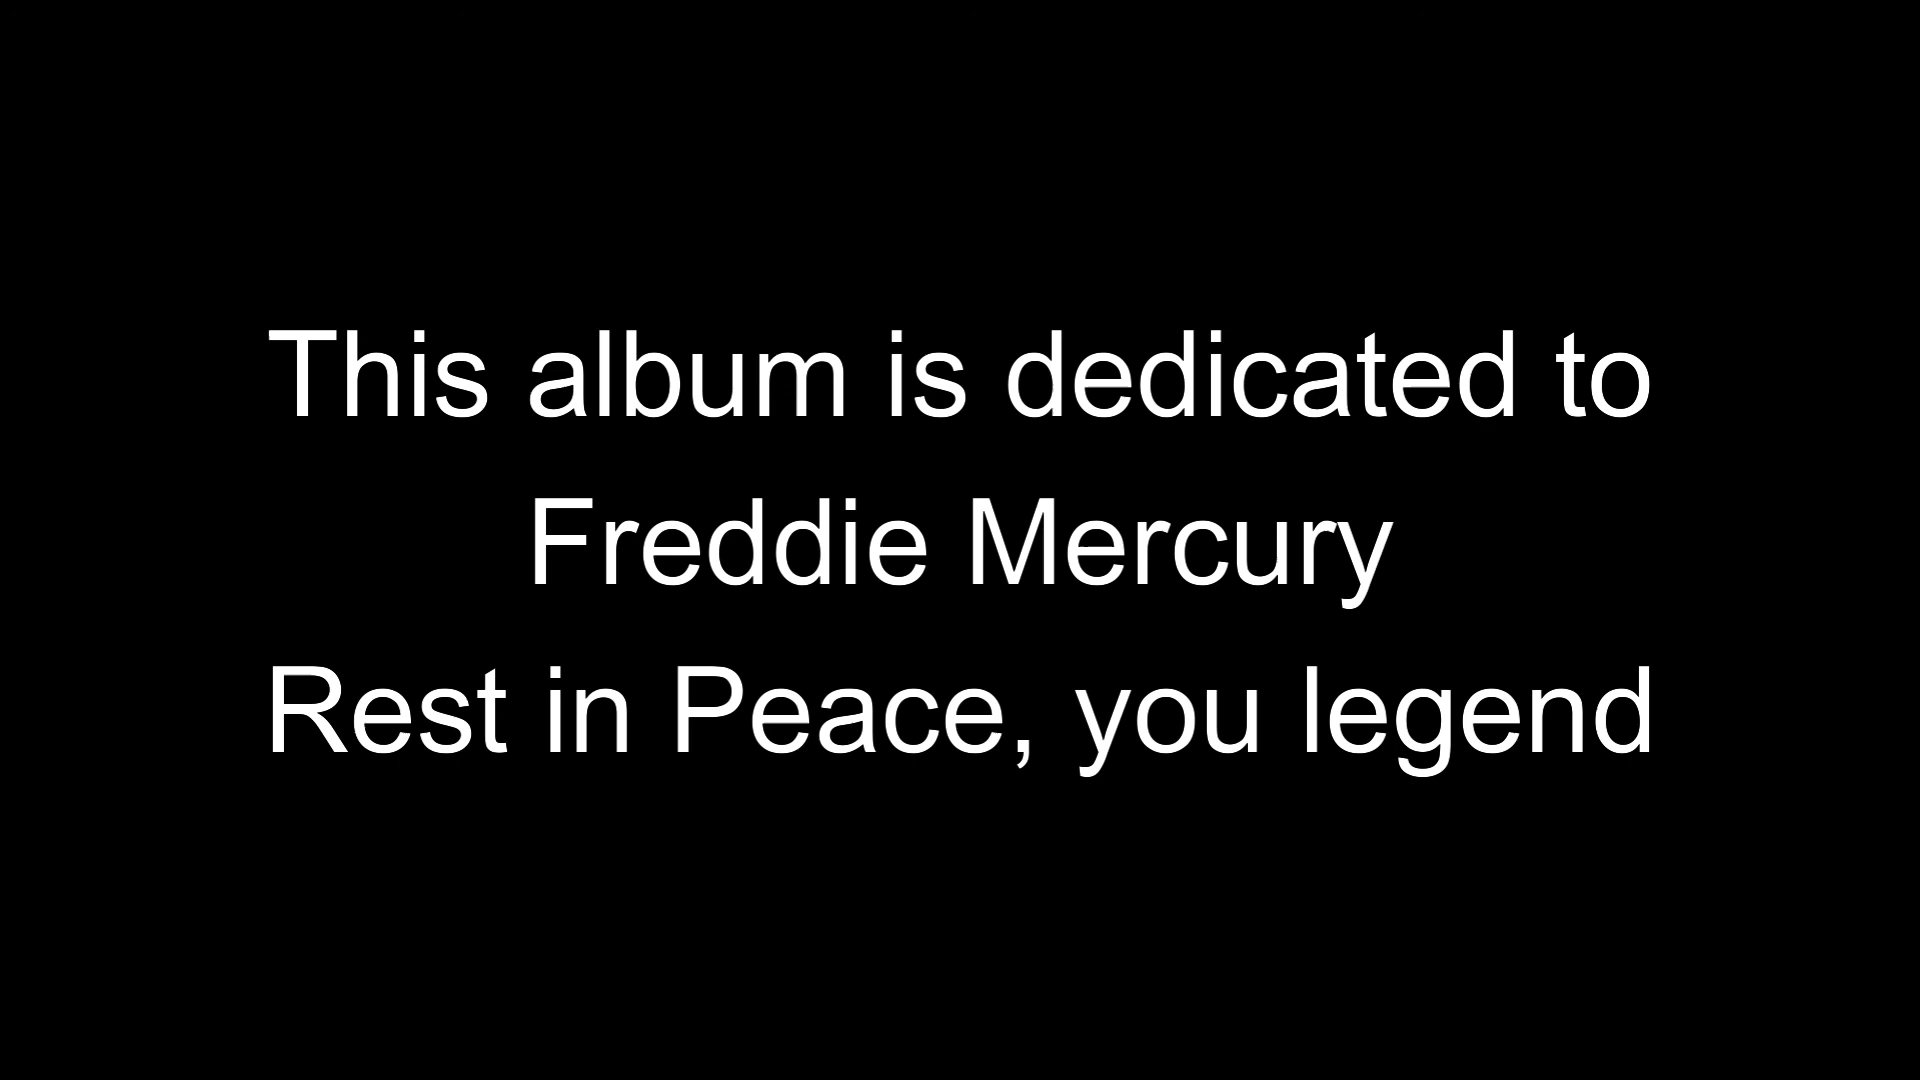 This album is dedicated to
Freddie Mercury
Rest in Peace, you legend